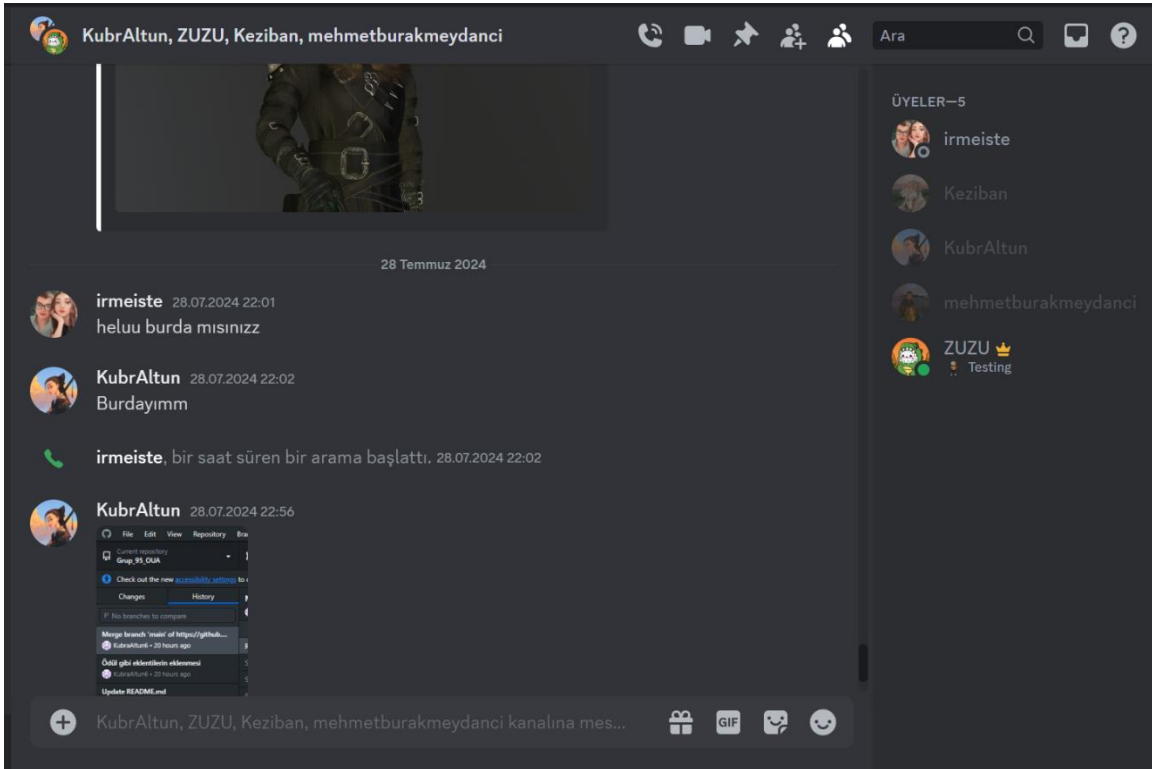 KubrAltun, ZUZU, Keziban, mehmetburakmeydanci
Ara
28 Temmuz 2024
irmeiste 28.07.2024 22:01
heluu burda mısınızz
KubrAltun 28.07.2024 22:02
Burdayımm
irmeiste, bir saat süren bir arama başlattı. 28.07.2024 22:02
KubrAltun 28.07.2024 22:56
File Edit View Repository
Current repository
Grup_95_OUA
Check out the new accessibility settings to
Changes History
No branches to compare
Merge branch 'main' of https://github....
KubraAltun6 • 20 hours ago
Ödül gibi eklentilerin eklenmesi
KubraAltun6 • 20 hours ago
Update README.md
KubrAltun, ZUZU, Keziban, mehmetburakmeydanci kanalına mes...
GIF
ÜYELER—5
irmeiste
Keziban
KubrAltun
mehmetburakmeydanci
ZUZU
Testing